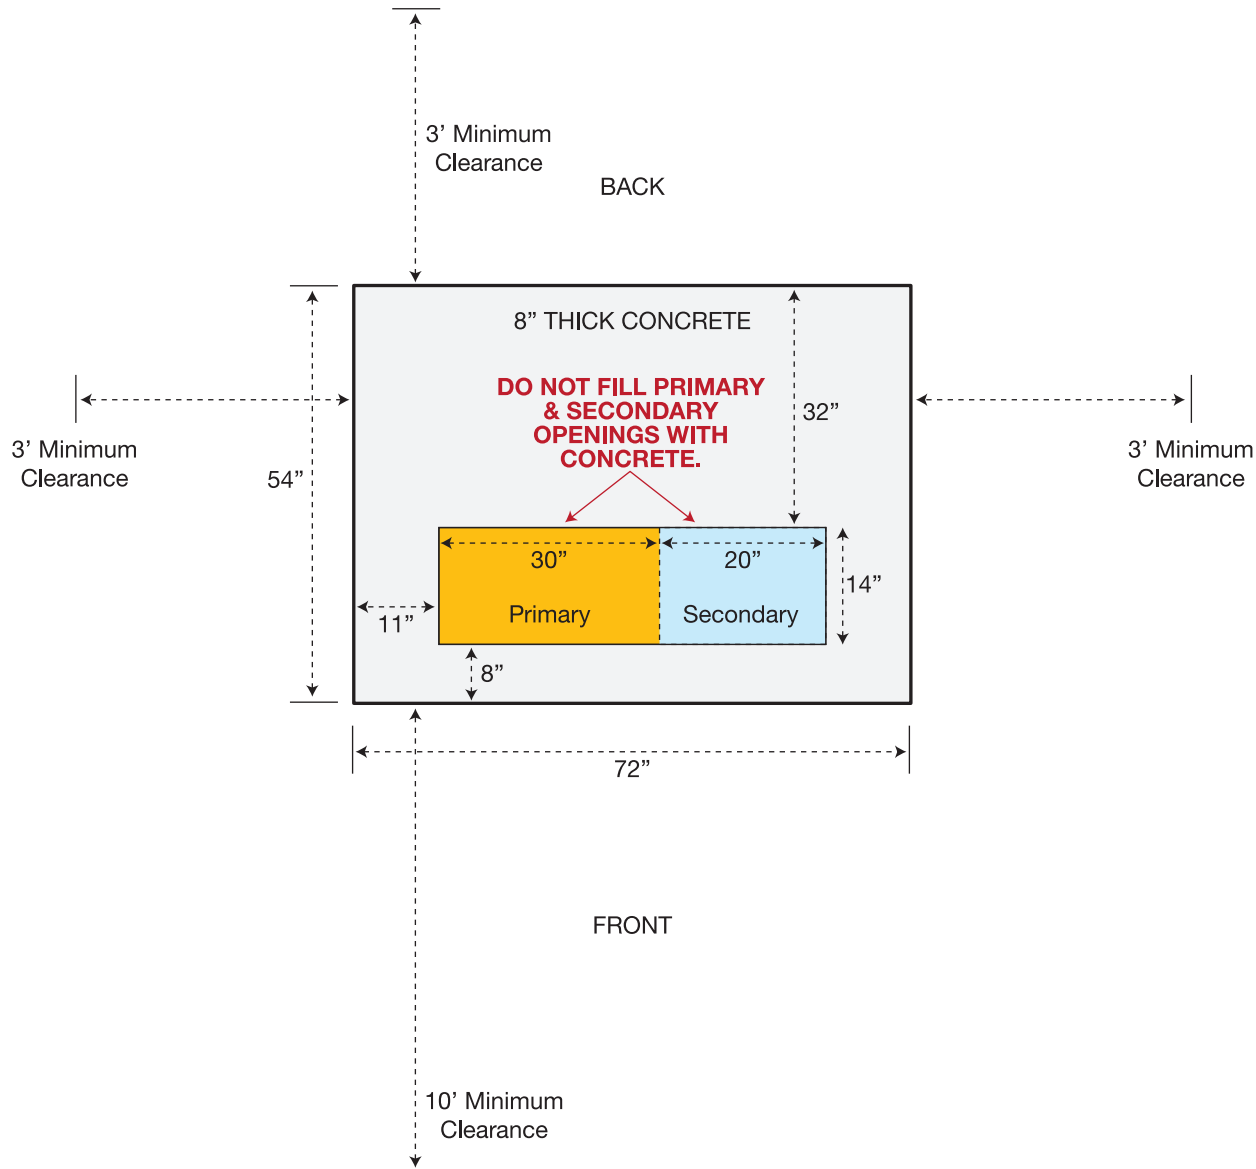 3’ Minimum
Clearance
BACK
8” THICK CONCRETE
DO NOT FILL PRIMARY
& SECONDARY
OPENINGS WITH
CONCRETE.
32”
3’ Minimum
Clearance
3’ Minimum
Clearance
54”
30”
20”
14”
Primary
Secondary
11”
8”
72”
FRONT
10’ Minimum
Clearance